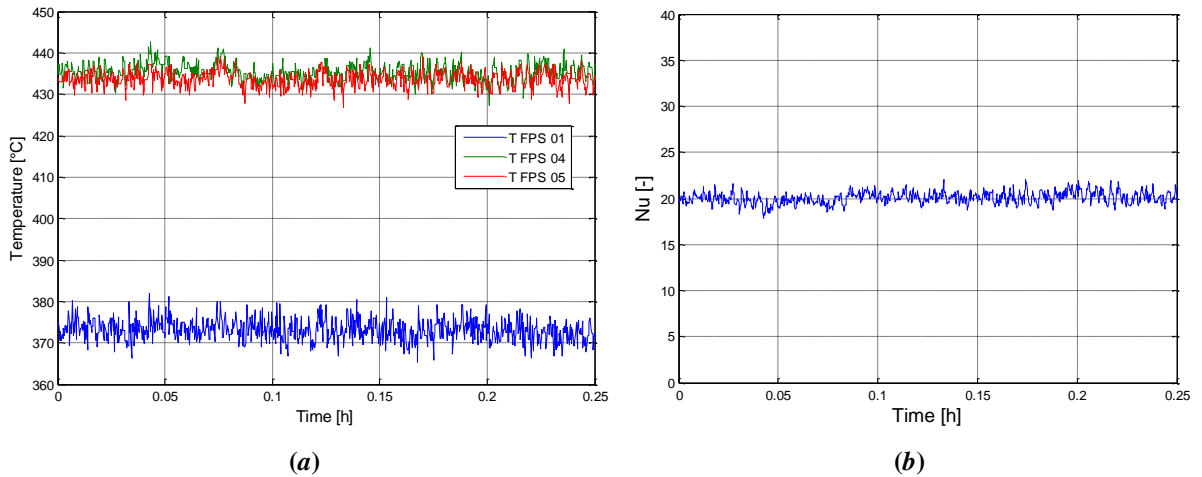 450
440
430
420
410
400
390
380
370
360
Temperature [°C]
T FPS 01
T FPS 04
T FPS 05
0 0.05 0.1 0.15 0.2 0.25
Time [h]
(a)
40
35
30
25
20
15
10
5
0
Nu [-]
0 0.05 0.1 0.15 0.2 0.25
Time [h]
(b)